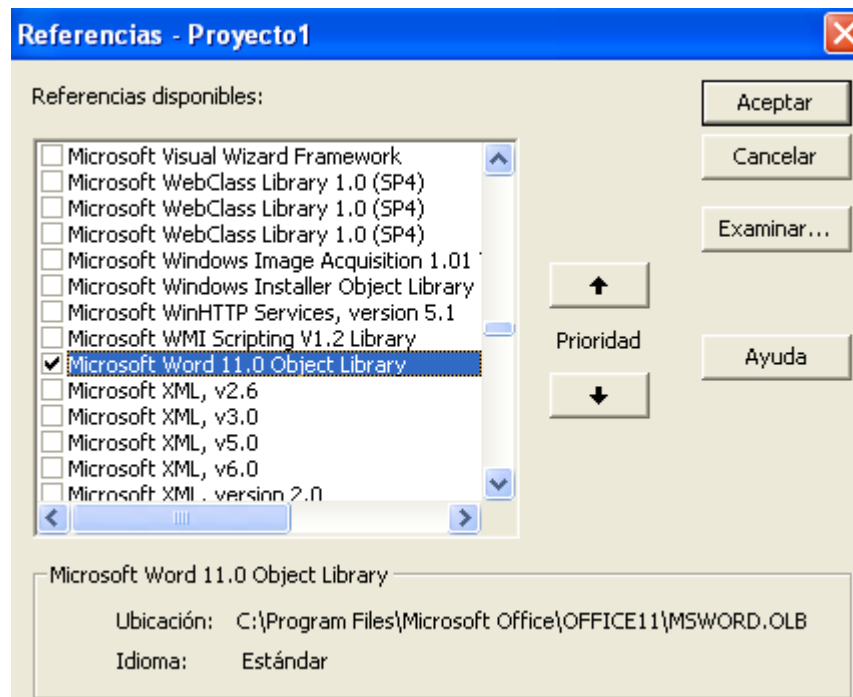 Referencias - Proyecto1
Referencias disponibles:
Aceptar
Cancelar
Examinar...
Ayuda
Microsoft Visual Wizard Framework
Microsoft WebClass Library 1.0 (SP4)
Microsoft WebClass Library 1.0 (SP4)
Microsoft WebClass Library 1.0 (SP4)
Microsoft Windows Image Acquisition 1.01
Microsoft Windows Installer Object Library
Microsoft WinHTTP Services, version 5.1
Microsoft WMI Scripting V1.2 Library
Microsoft Word 11.0 Object Library
Microsoft XML, v2.6
Microsoft XML, v3.0
Microsoft XML, v5.0
Microsoft XML, v6.0
Microsoft XML, version 2.0
Prioridad
Microsoft Word 11.0 Object Library
Ubicación: C:\Program Files\Microsoft Office\OFFICE11\MSWORD.OLB
Idioma: Estándar